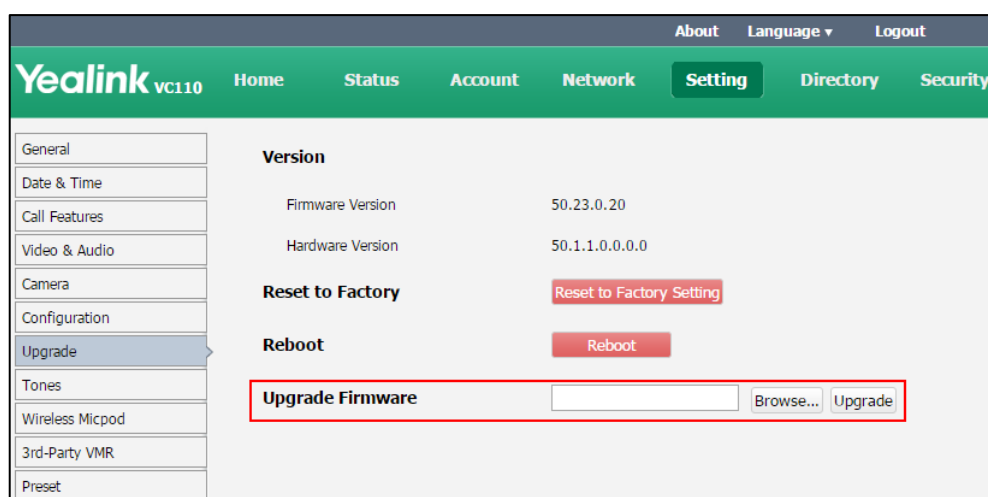 About Language ▾ Logout
Yealink VC110 Home Status Account Network Setting Directory Security
General
Date & Time
Call Features
Video & Audio
Camera
Configuration
Upgrade
Tones
Wireless Micpod
3rd-Party VMR
Preset
Version
Firmware Version 50.23.0.20
Hardware Version 50.1.1.0.0.0.0
Reset to Factory Reset to Factory Setting
Reboot Reboot
Upgrade Firmware Browse... Upgrade